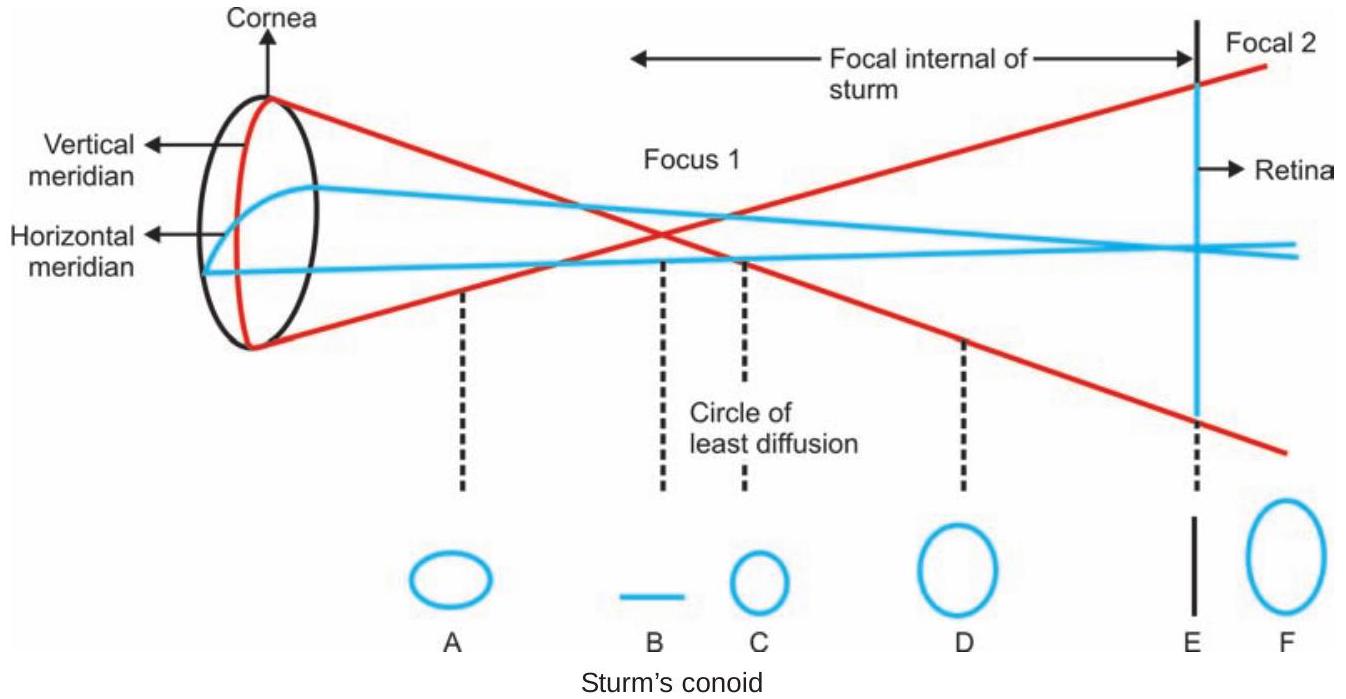 Cornea
Focal 2
Focal internal of
sturm
Vertical
meridian
Focus 1
Retina
Horizontal
meridian
Circle of
least diffusion
A
B
C
D
E
F
Sturm's conoid